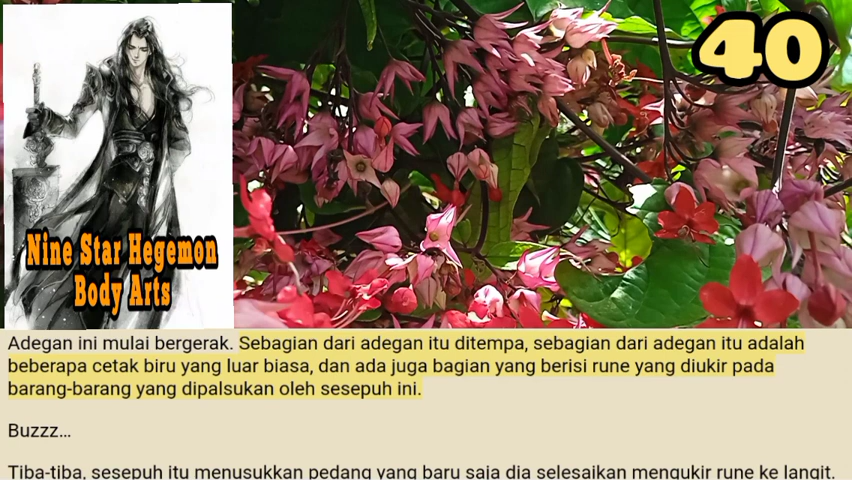 40
Nine Star Hegemon
Body Arts
Adegan ini mulai bergerak. Sebagian dari adegan itu ditempa, sebagian dari adegan itu adalah
beberapa cetak biru yang luar biasa, dan ada juga bagian yang berisi rune yang diukir pada
barang-barang yang dipalsukan oleh sesepuh ini.
Buzzz...
Tiba-tiba, sesepuh itu menusukkan pedang yang baru saja dia selesaikan mengukir rune ke langit.